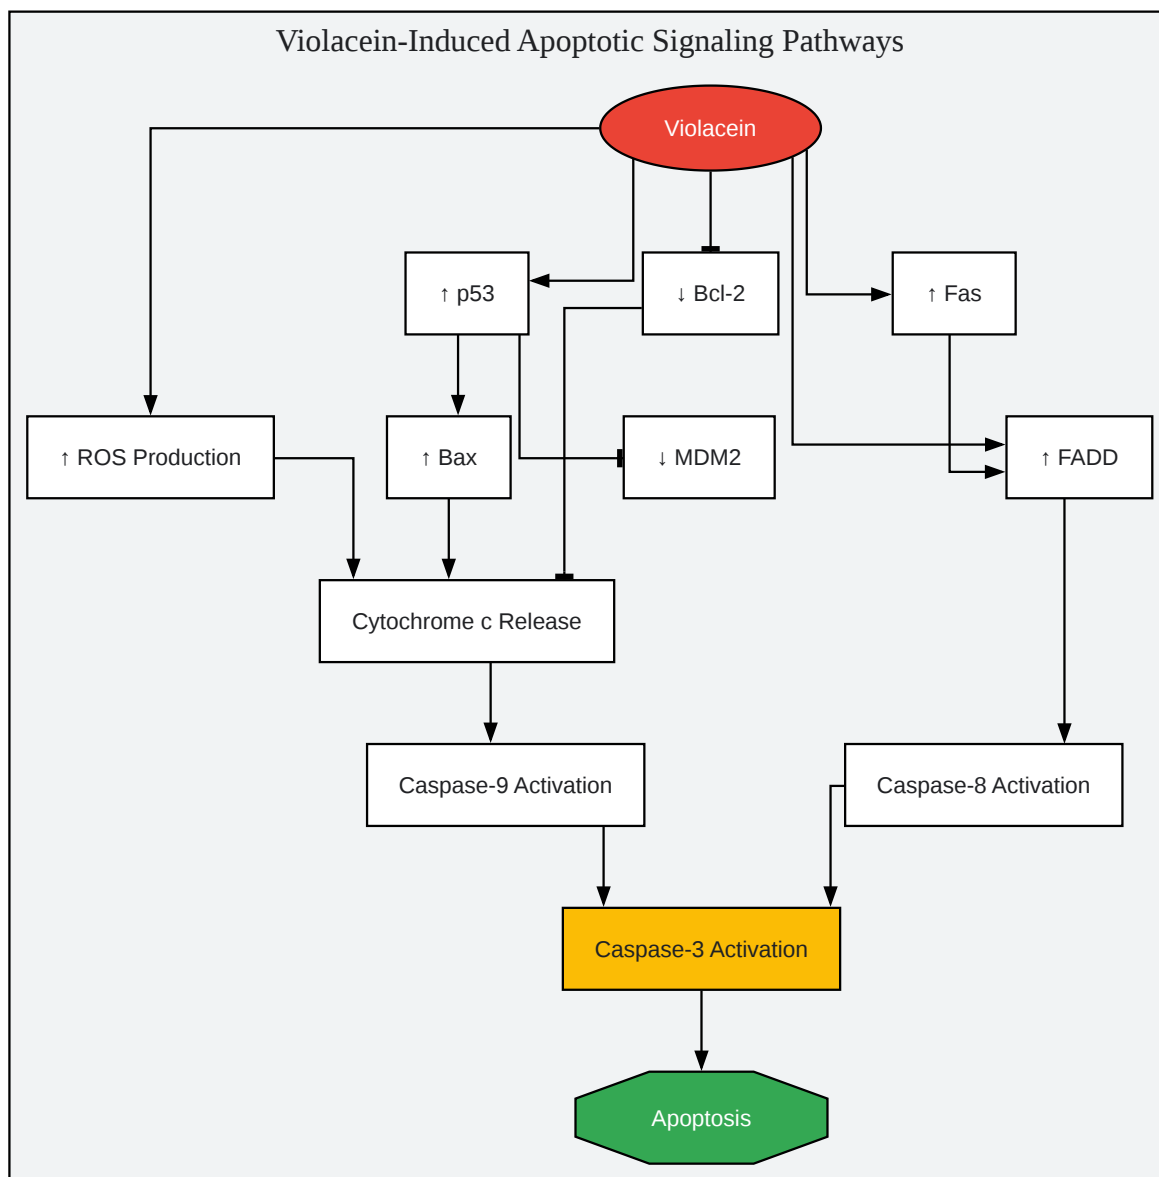 Violacein-Induced Apoptotic Signaling Pathways
Violacein
↑ p53
↓ Bcl-2
↑ Fas
↑ ROS Production
↑ Bax
↓ MDM2
↑ FADD
Cytochrome c Release
Caspase-9 Activation
Caspase-8 Activation
Caspase-3 Activation
Apoptosis